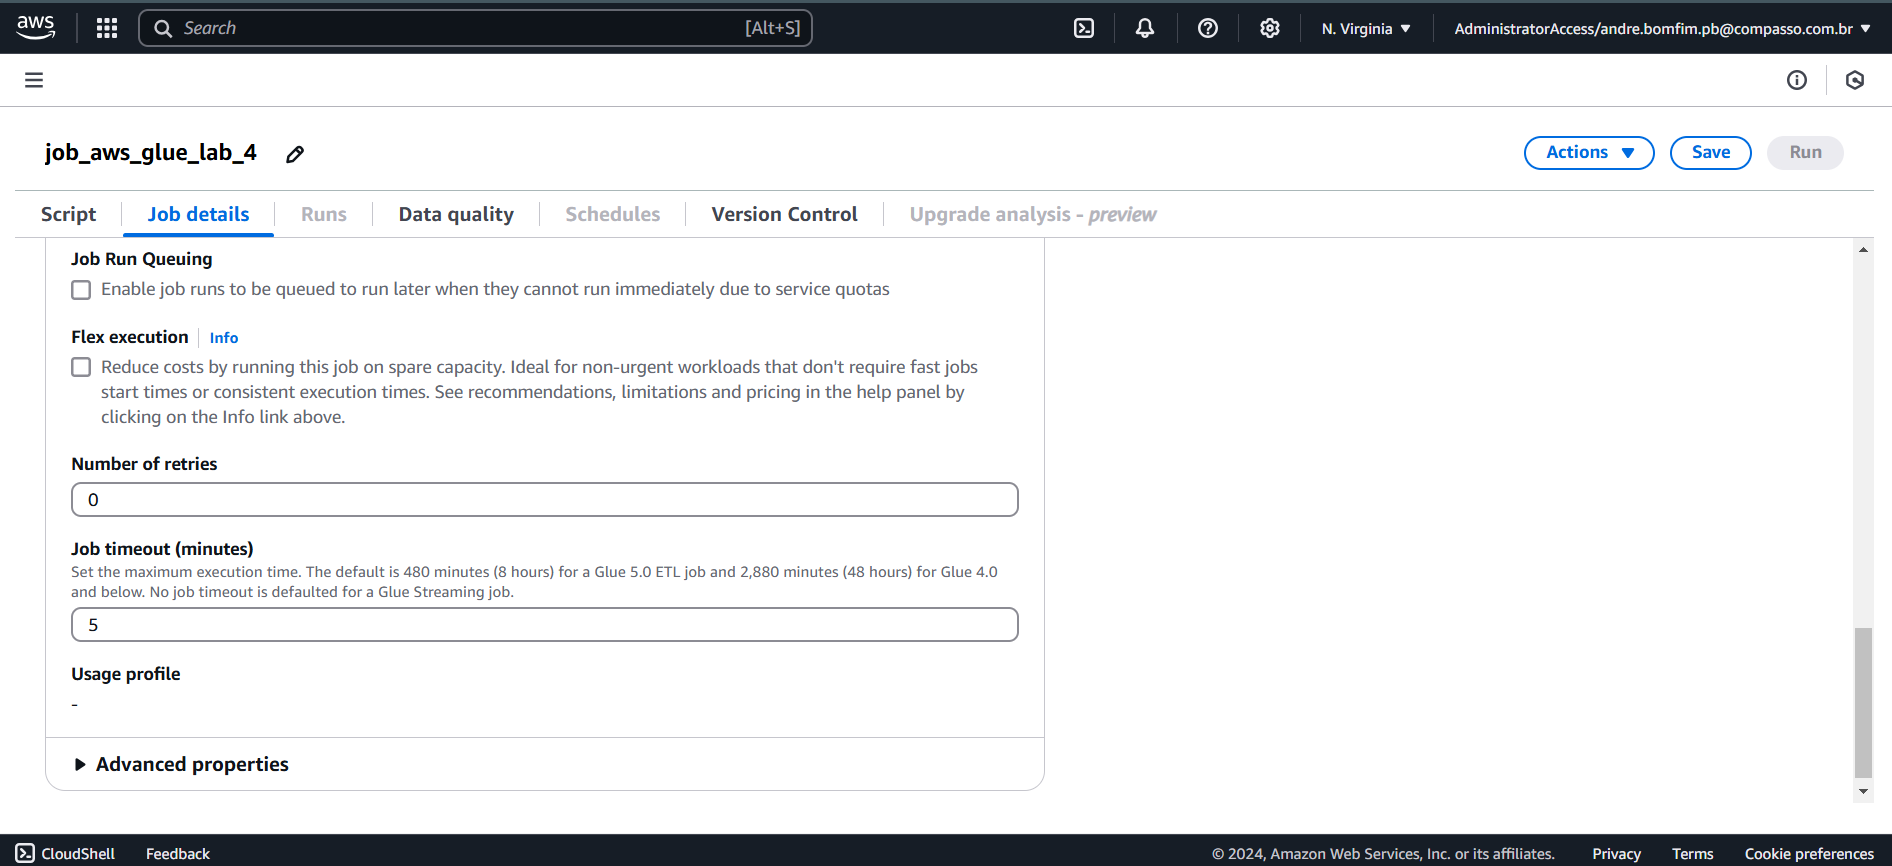 aws
Search
[Alt+S]
N. Virginia
AdministratorAccess/andre.bomfim.pb@compasso.com.br
job_aws_glue_lab_4
Actions
Save
Run
Script
Job details
Runs
Data quality
Schedules
Version Control
Upgrade analysis - preview
Job Run Queuing
Enable job runs to be queued to run later when they cannot run immediately due to service quotas
Flex execution
Info
Reduce costs by running this job on spare capacity. Ideal for non-urgent workloads that don't require fast jobs
start times or consistent execution times. See recommendations, limitations and pricing in the help panel by
clicking on the Info link above.
Number of retries
0
Job timeout (minutes)
Set the maximum execution time. The default is 480 minutes (8 hours) for a Glue 5.0 ETL job and 2,880 minutes (48 hours) for Glue 4.0
and below. No job timeout is defaulted for a Glue Streaming job.
5
Usage profile
-
Advanced properties
CloudShell
Feedback
© 2024, Amazon Web Services, Inc. or its affiliates.
Privacy
Terms
Cookie preferences